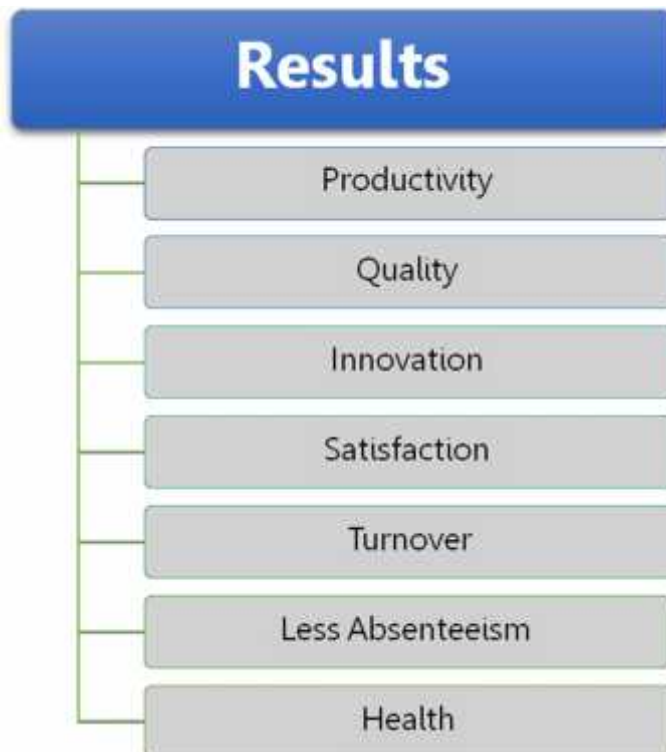 Results
Productivity
Quality
Innovation
Satisfaction
Turnover
Less Absenteeism
Health